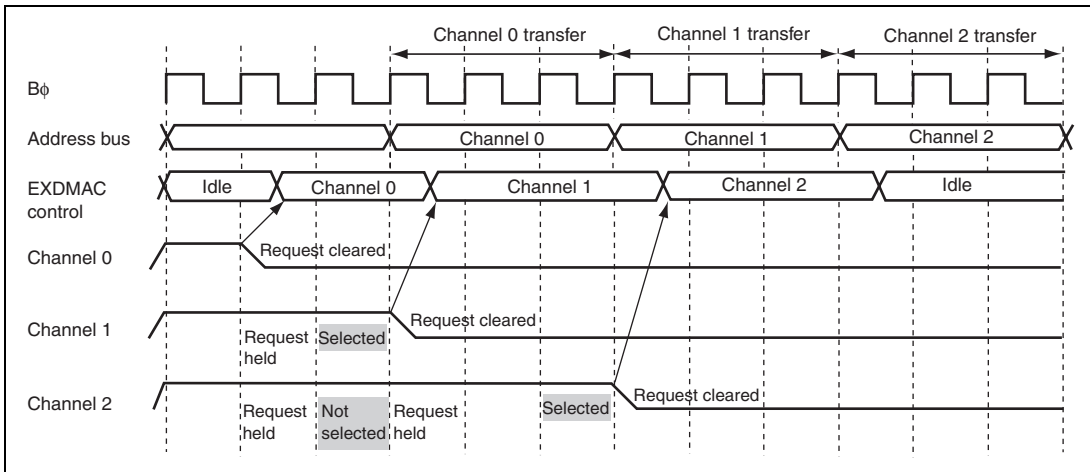 Channel 0 transfer Channel 1 transfer Channel 2 transfer
Bϕ
Address bus Channel 0 Channel 1 Channel 2
EXDMAC control Idle Channel 0 Channel 1 Channel 2 Idle
Channel 0 Request cleared
Channel 1 Request held Selected Request cleared
Channel 2 Request held Not selected Request held Selected Request cleared